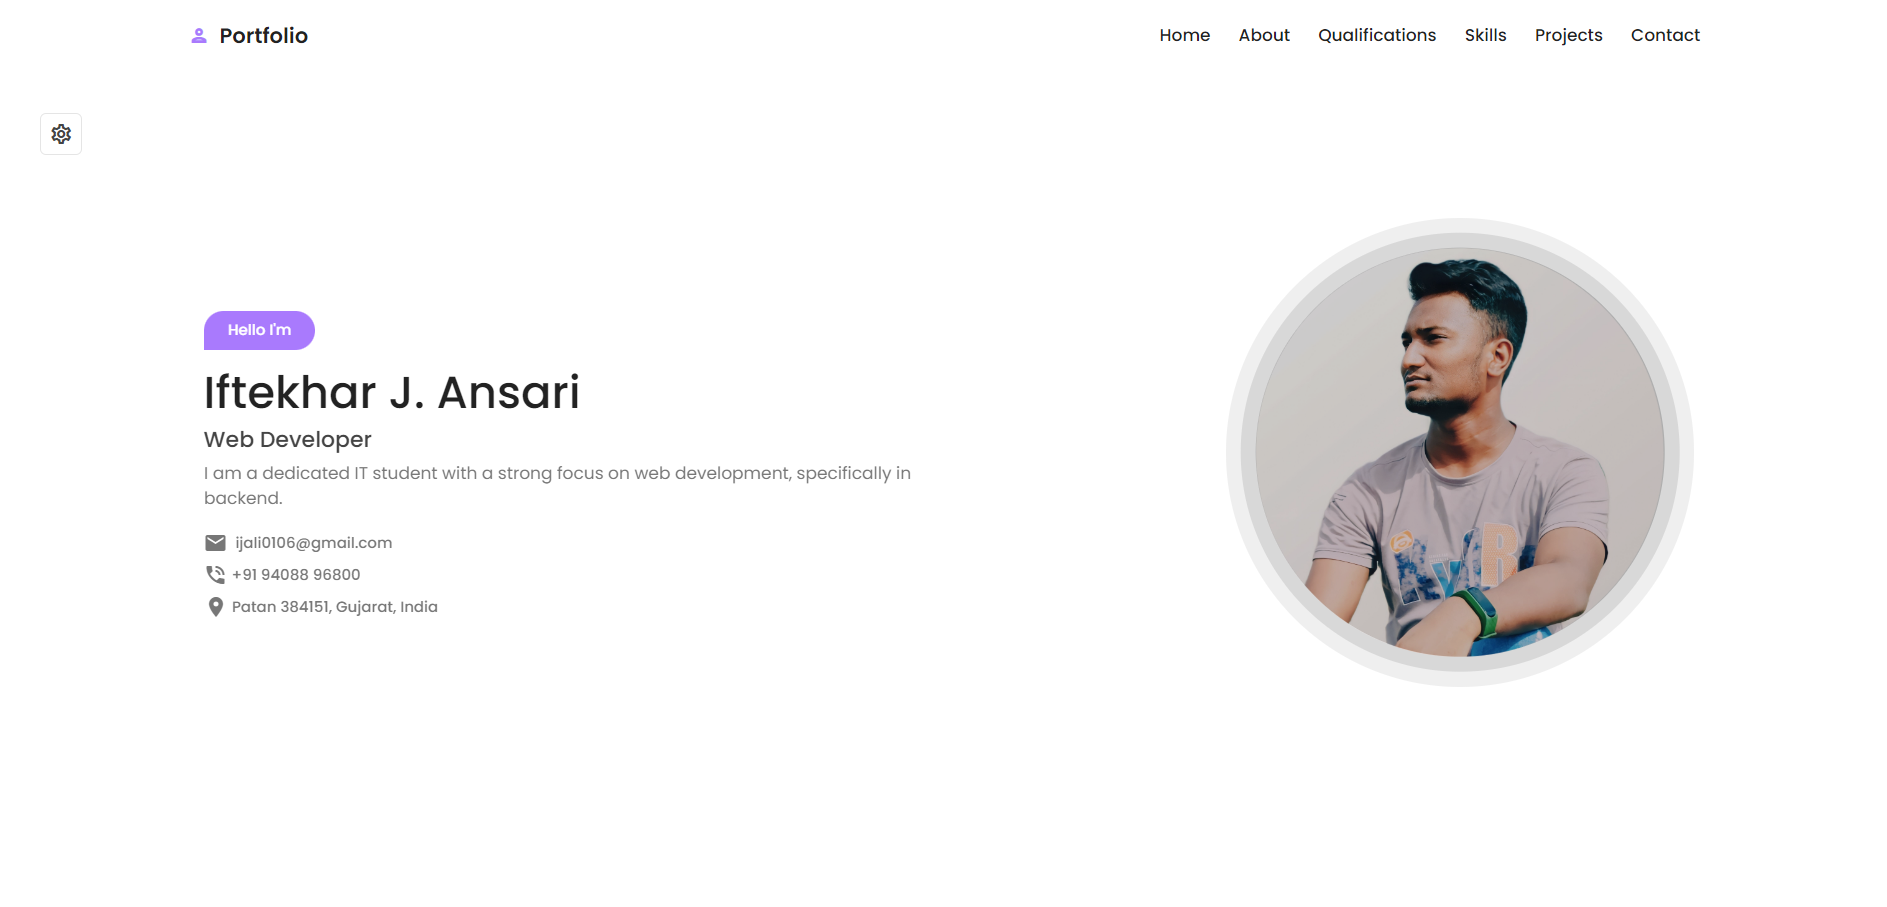 Portfolio
Home About Qualifications Skills Projects Contact
Hello I'm
Iftekhar J. Ansari
Web Developer
I am a dedicated IT student with a strong focus on web development, specifically in
backend.
ijali0106@gmail.com
+91 94088 96800
Patan 384151, Gujarat, India